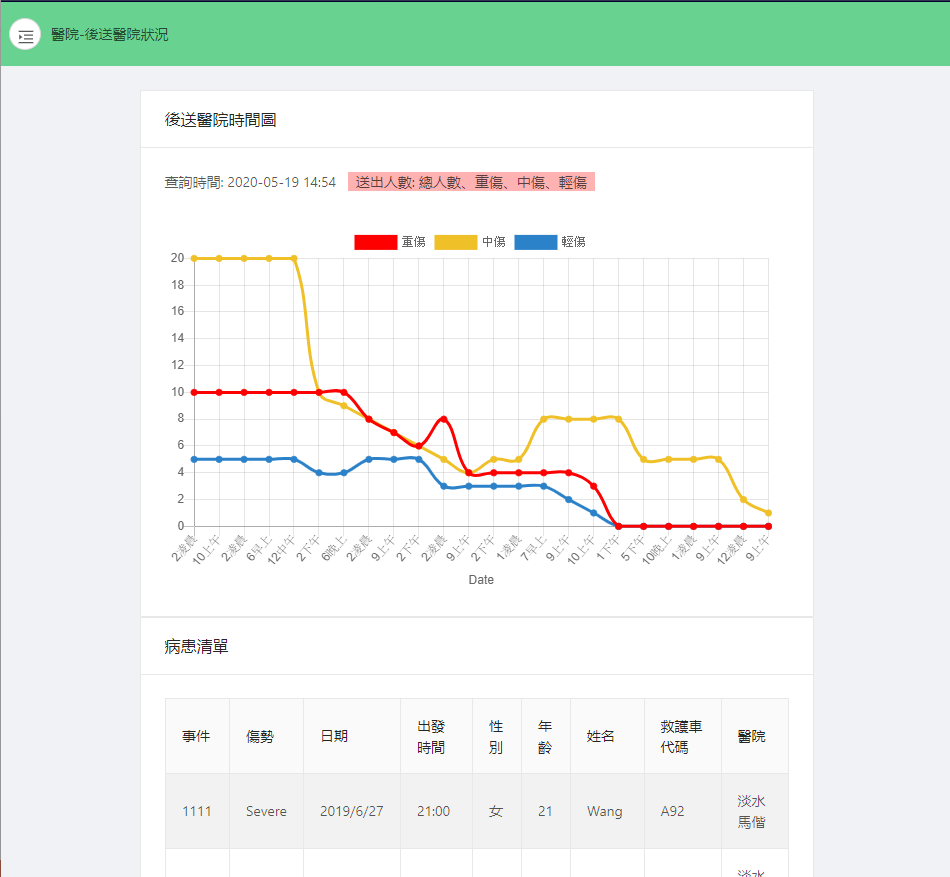 醫院-後送醫院狀況
後送醫院時間圖
查詢時間: 2020-05-19 14:54 送出人數: 總人數、重傷、中傷、輕傷
重傷 中傷 輕傷
20
18
16
14
12
10
8
6
4
2
0
2凌晨 10上午 2凌晨 6早上 12中午 2下午 6晚上 2凌晨 9上午 2下午 2凌晨 9上午 2下午 1凌晨 7早上 9上午 10上午 1下午 5下午 10晚上 1凌晨 9上午 12凌晨 9上午
Date
病患清單
事件 傷勢 日期 出發時間 性別 年齡 姓名 救護車代碼 醫院
1111 Severe 2019/6/27 21:00 女 21 Wang A92 淡水馬偕
淡水